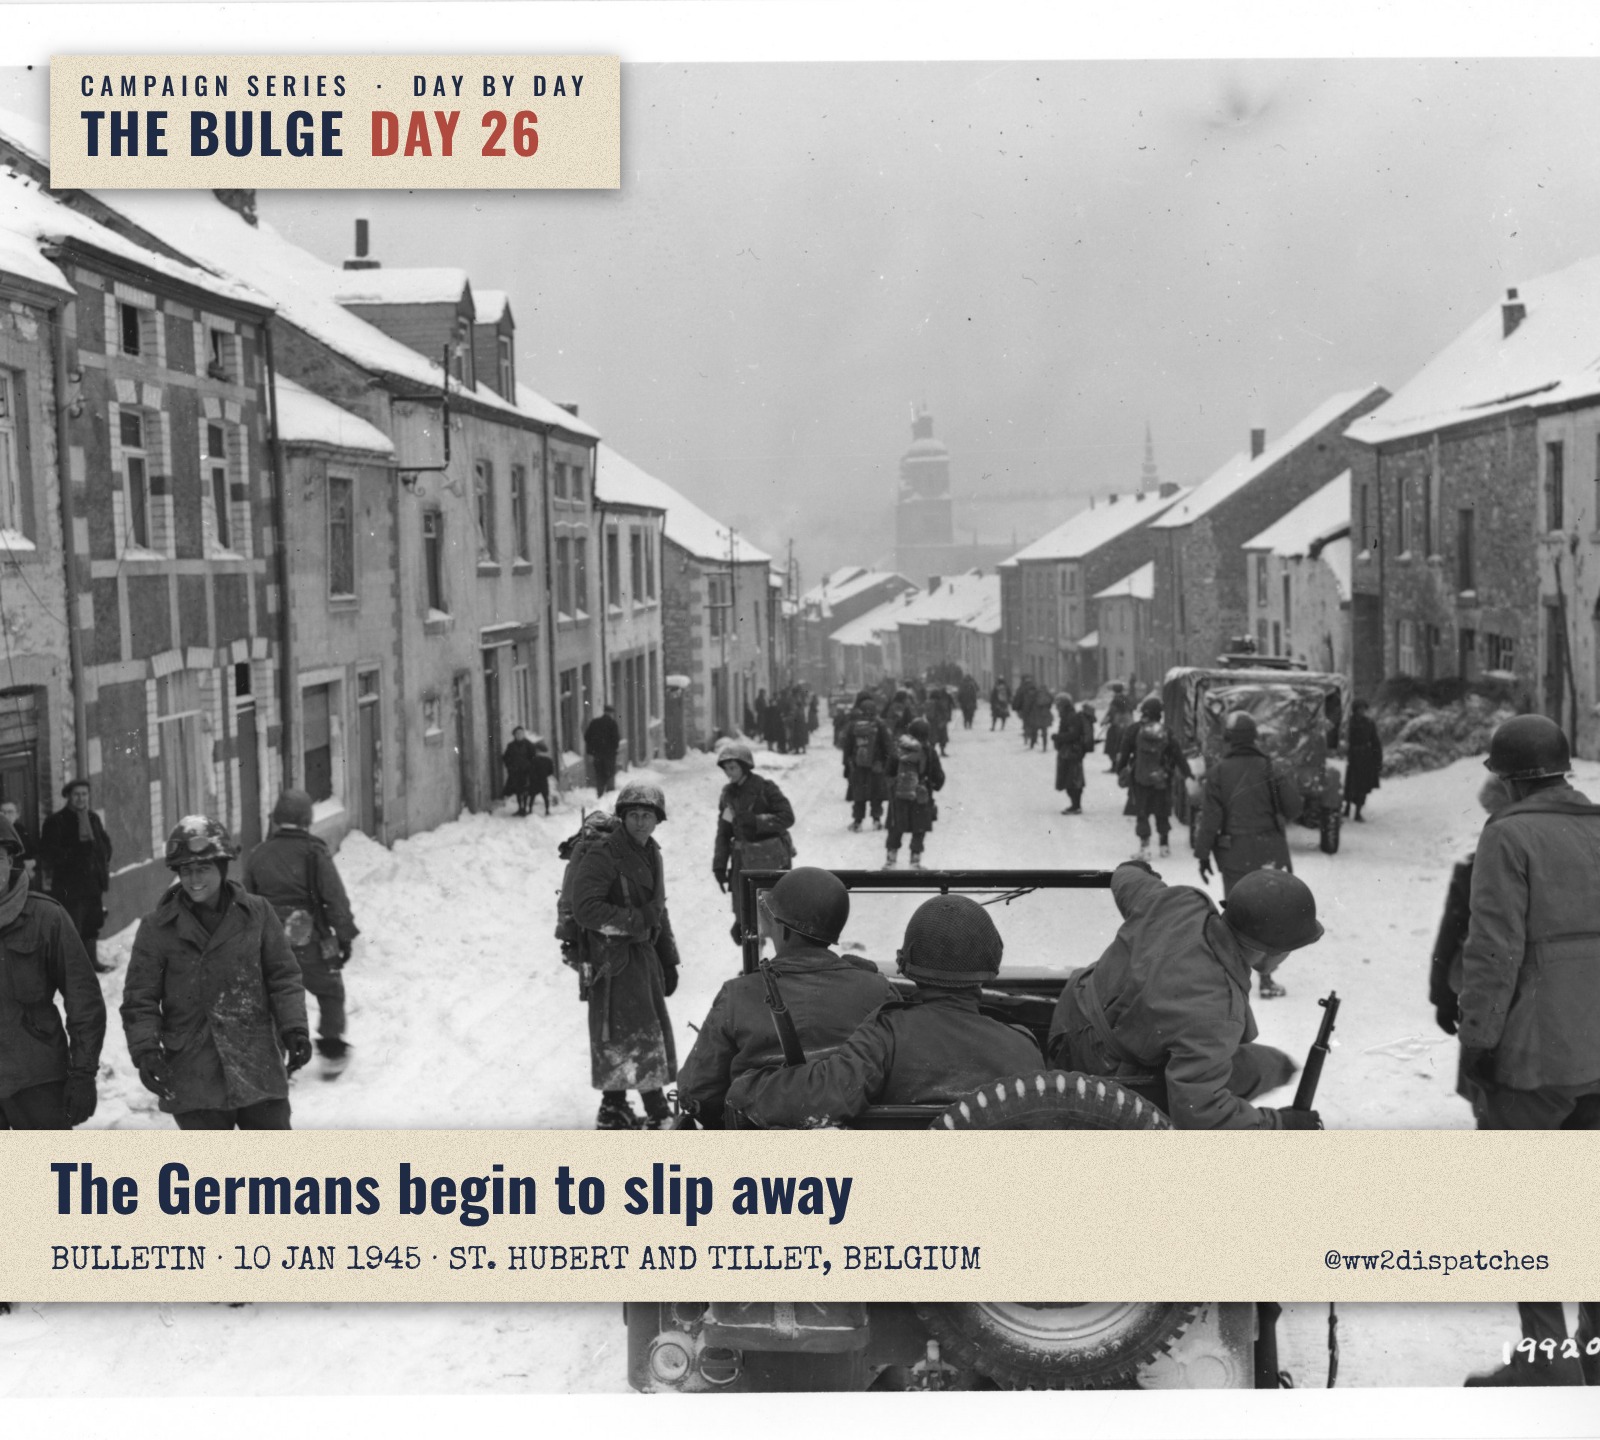 CAMPAIGN SERIES · DAY BY DAY
THE BULGE DAY 26
The Germans begin to slip away
BULLETIN · 10 JAN 1945 · ST. HUBERT AND TILLET, BELGIUM
@ww2dispatches
19920